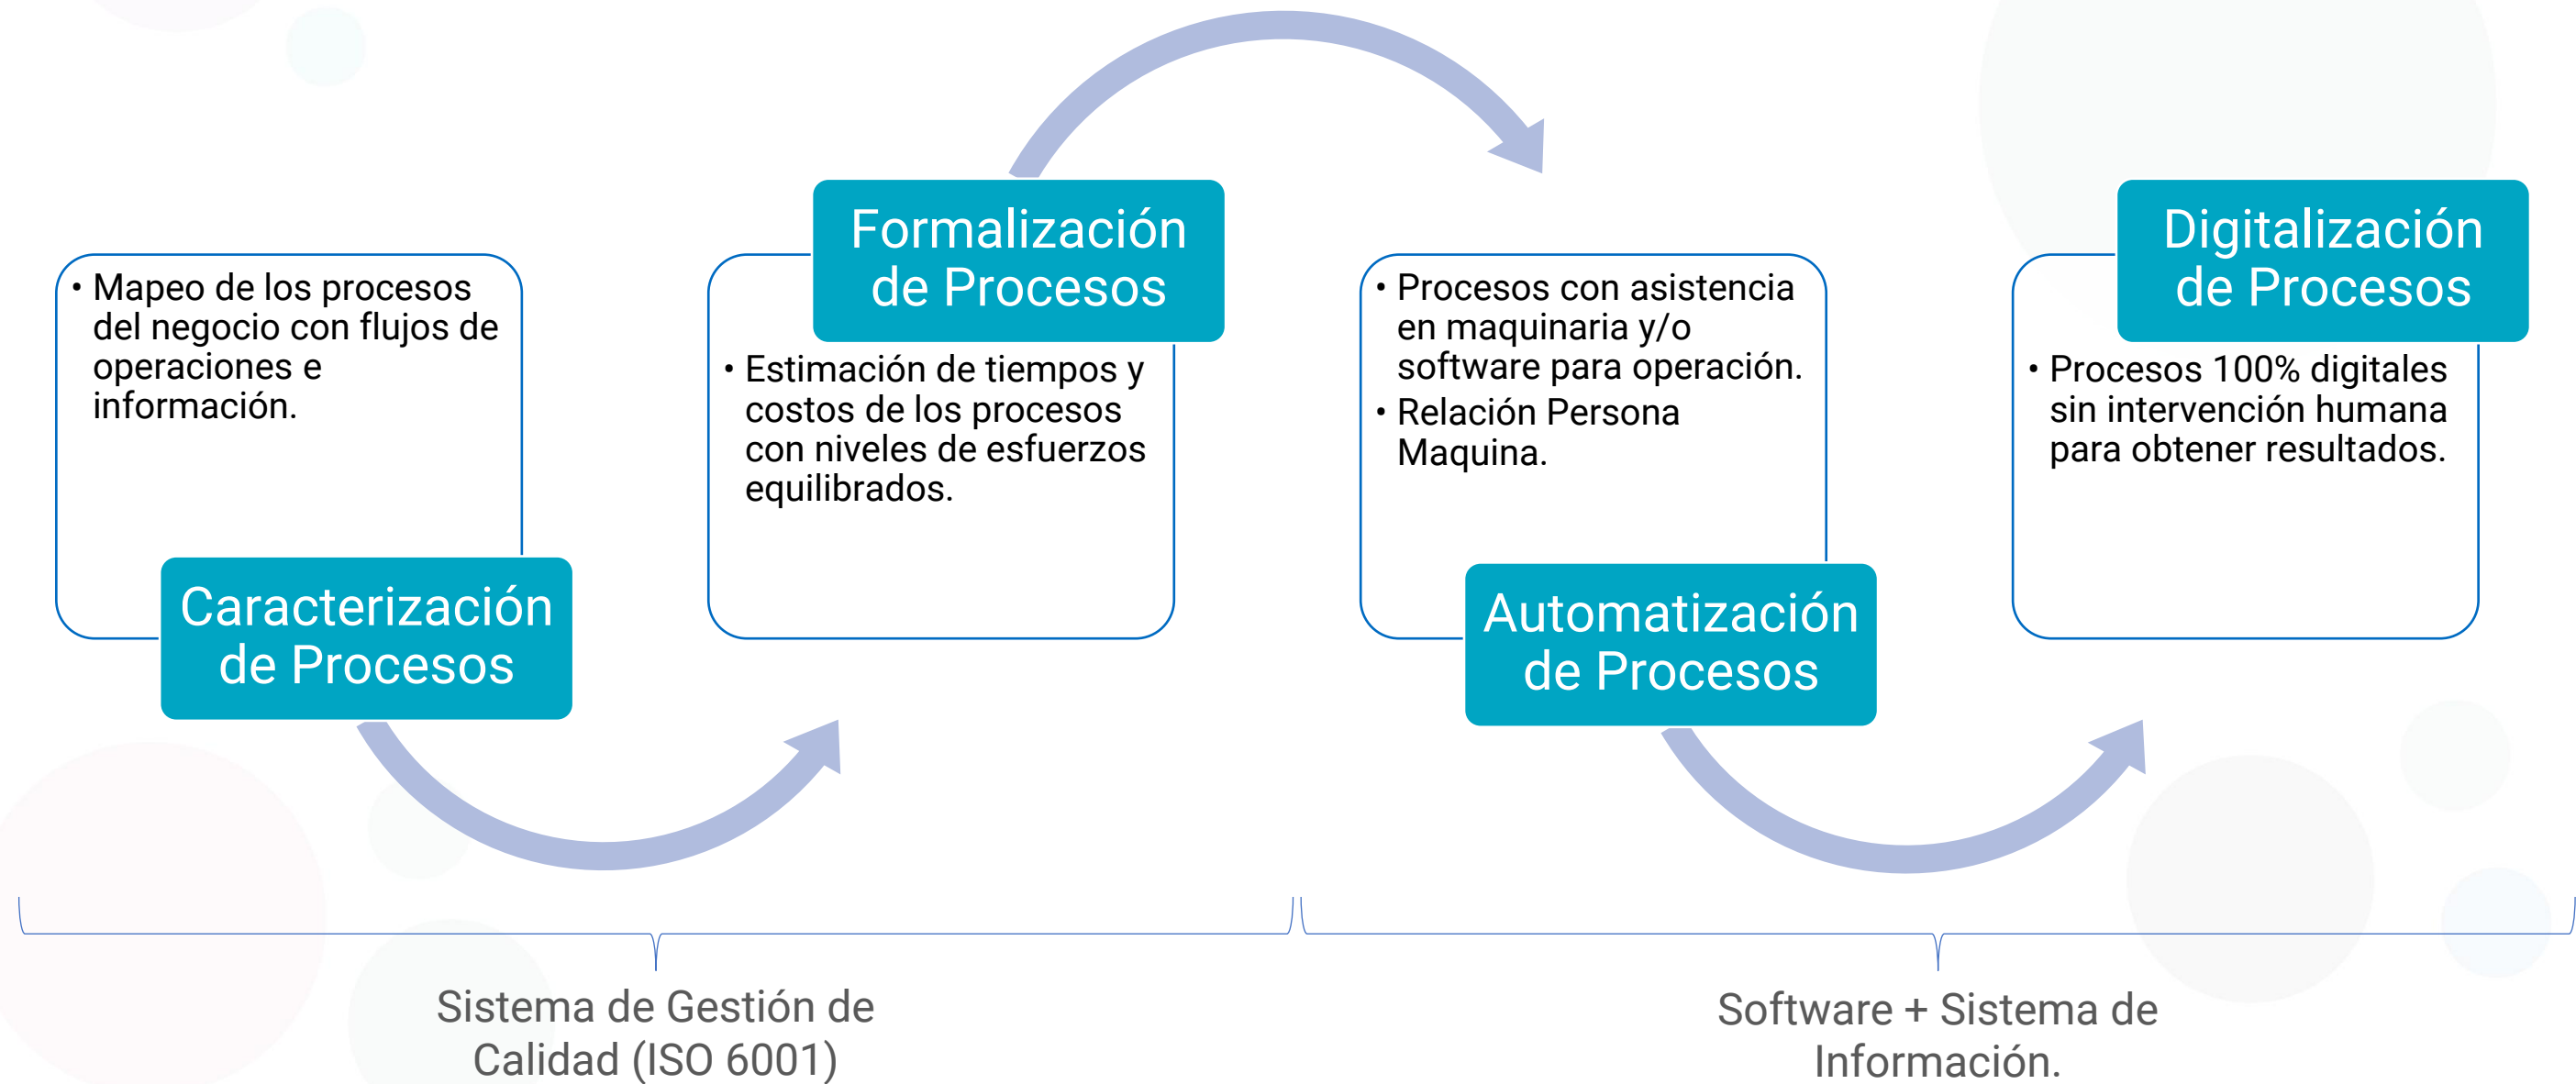 • Mapeo de los procesos
del negocio con flujos de
operaciones e
información.
Caracterización
de Procesos
Formalización
de Procesos
• Estimación de tiempos y
costos de los procesos
con niveles de esfuerzos
equilibrados.
• Procesos con asistencia
en maquinaria y/o
software para operación.
• Relación Persona
Maquina.
Automatización
de Procesos
Digitalización
de Procesos
• Procesos 100% digitales
sin intervención humana
para obtener resultados.
Sistema de Gestión de
Calidad (ISO 6001)
Software + Sistema de
Información.